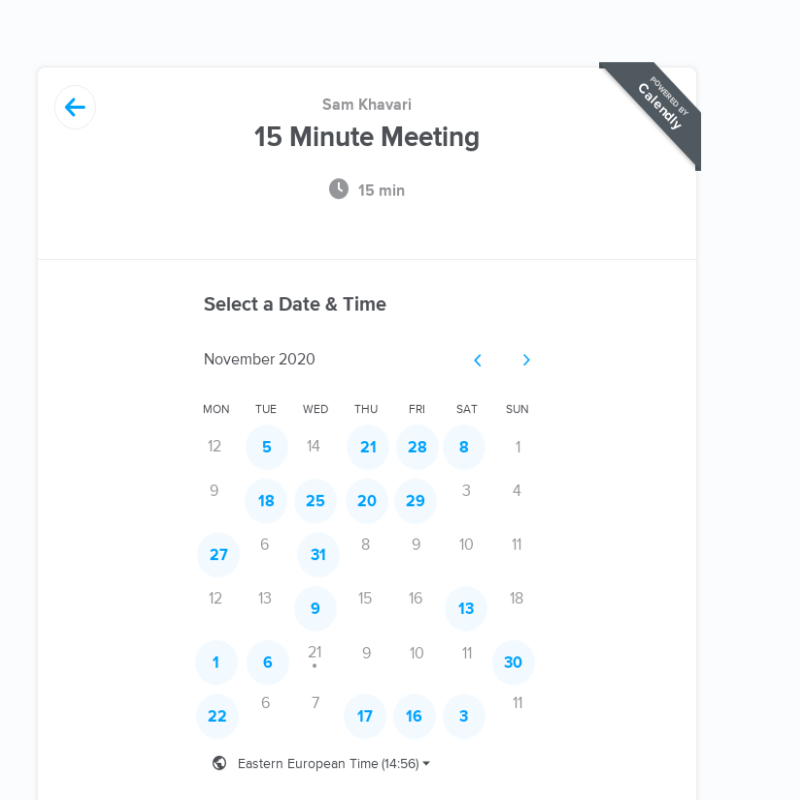 POWERED BY
Calendly
Sam Khavari
15 Minute Meeting
15 min
Select a Date & Time
November 2020
MON TUE WED THU FRI SAT SUN
12 5 14 21 28 8 1
9 18 25 20 29 3 4
27 6 31 8 9 10 11
12 13 9 15 16 13 18
1 6 21 9 10 11 30
22 6 7 17 16 3 11
Eastern European Time (14:56)